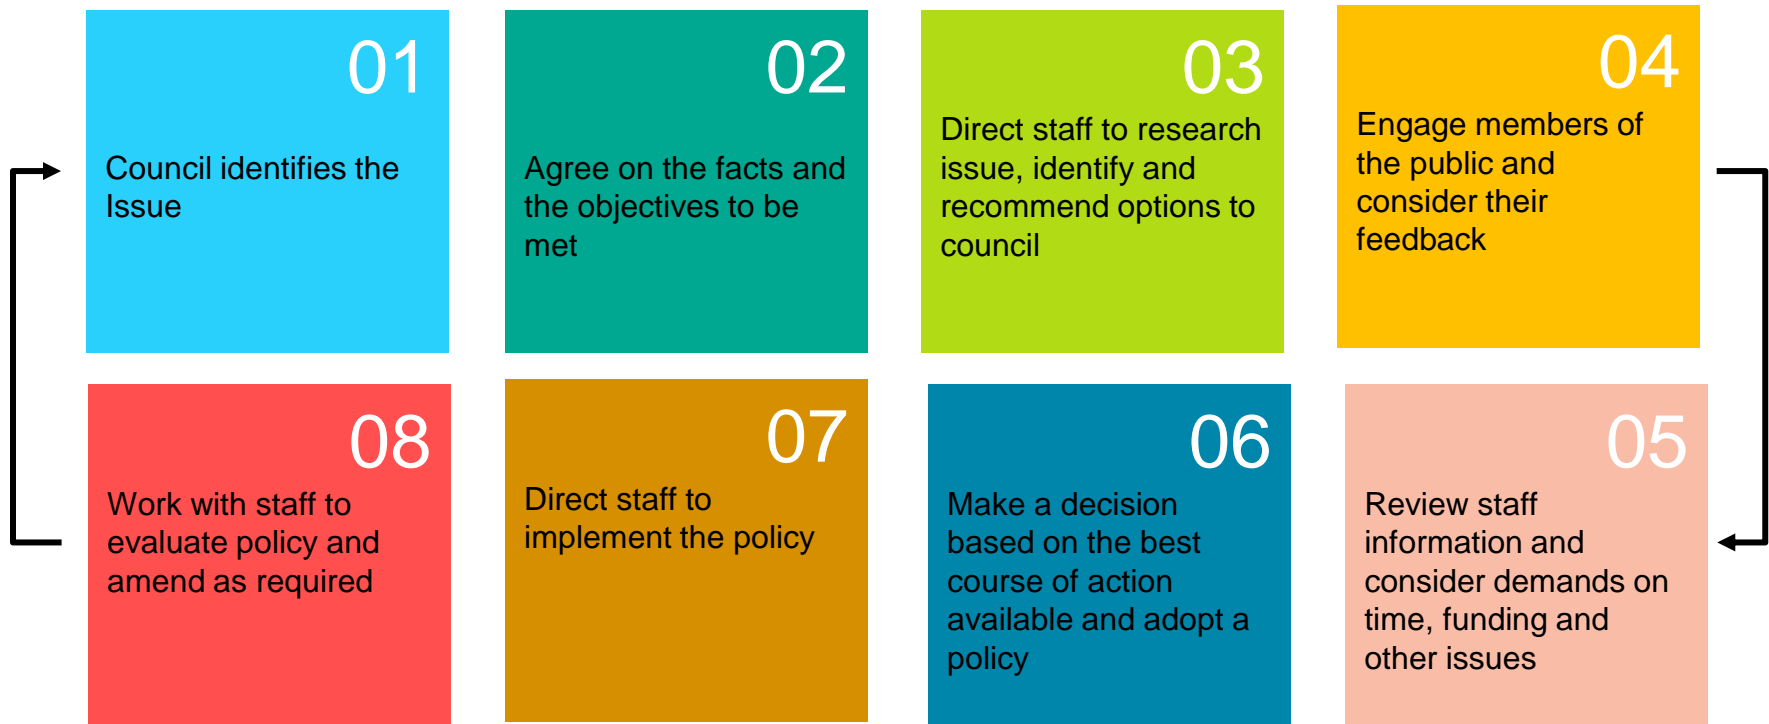 01
Council identifies the
Issue
02
Agree on the facts and
the objectives to be
met
03
Direct staff to research
issue, identify and
recommend options to
council
04
Engage members of
the public and
consider their
feedback
05
Review staff
information and
consider demands on
time, funding and
other issues
06
Make a decision
based on the best
course of action
available and adopt a
policy
07
Direct staff to
implement the policy
08
Work with staff to
evaluate policy and
amend as required